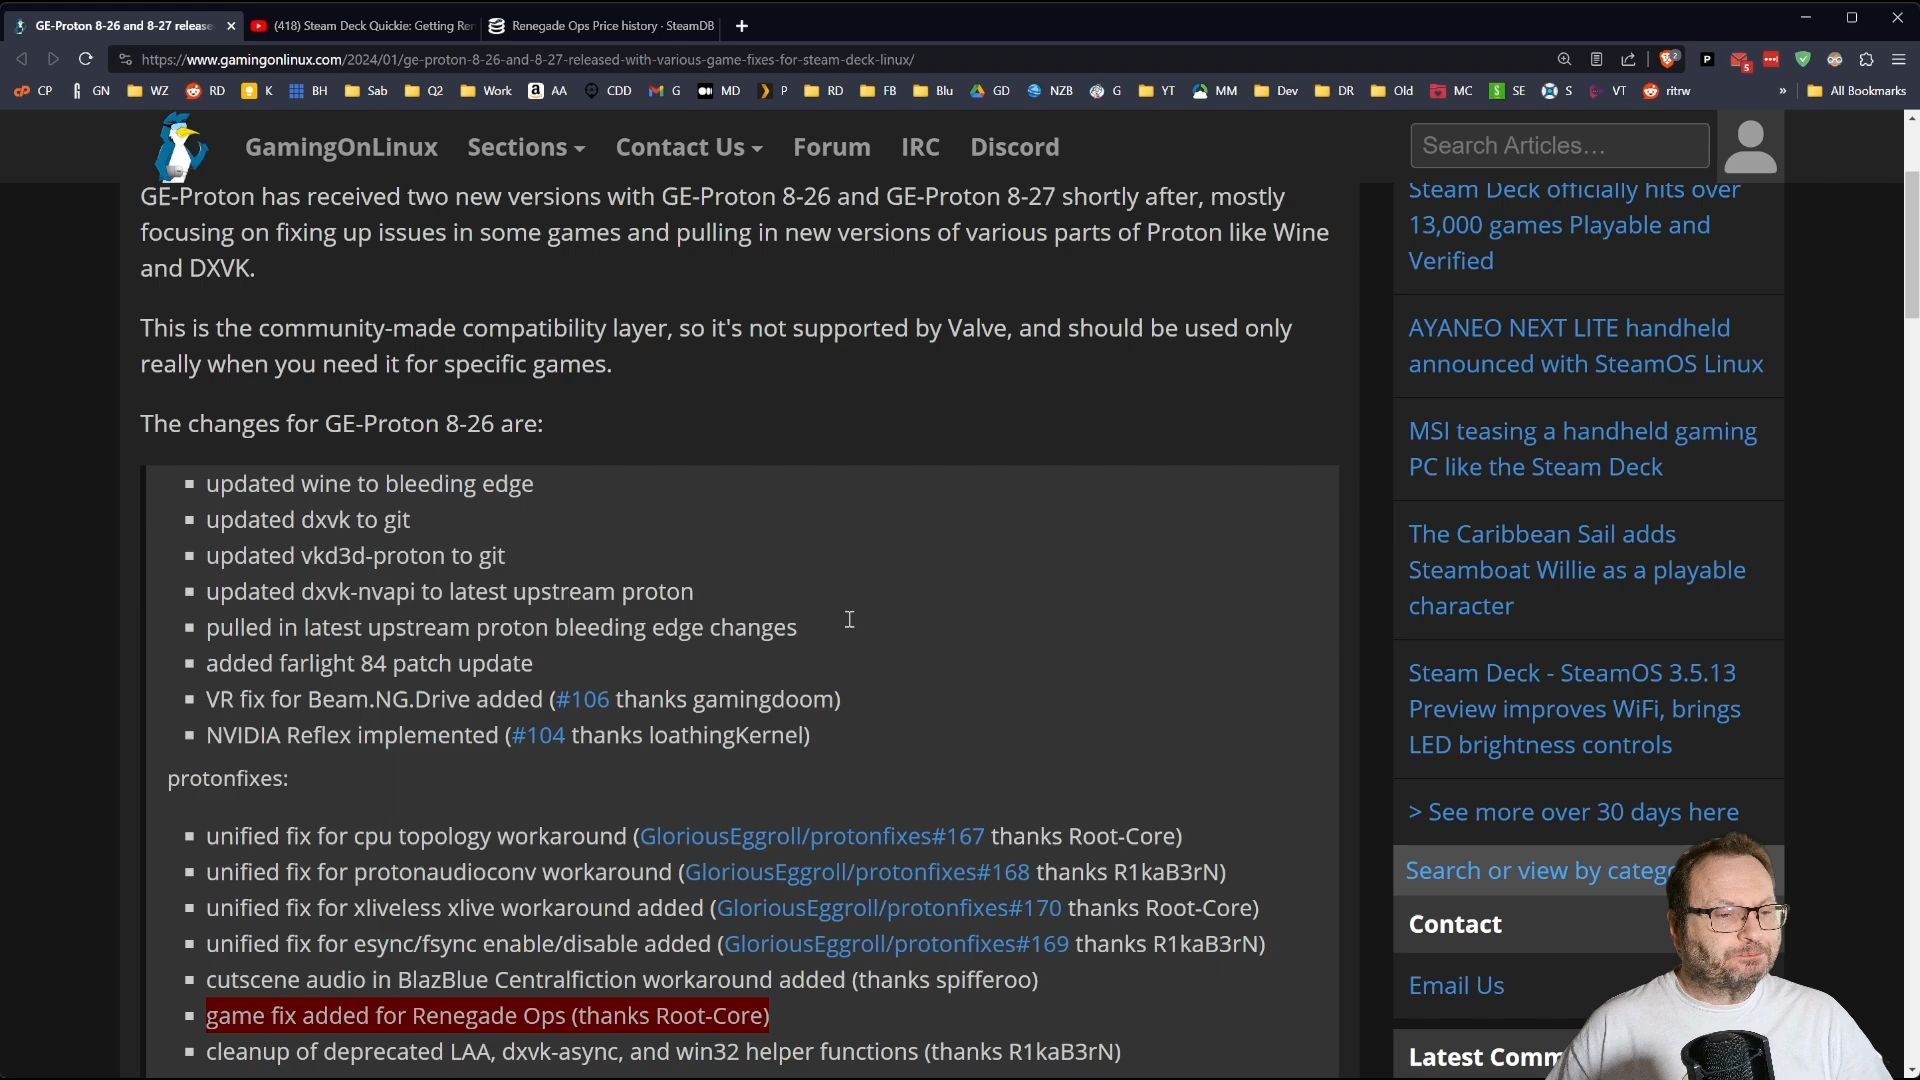 GE-Proton 8-26 and 8-27 release
(418) Steam Deck Quickie: Getting Ren
Renegade Ops Price history · SteamDB
https://www.gamingonlinux.com/2024/01/ge-proton-8-26-and-8-27-released-with-various-game-fixes-for-steam-deck-linux/
CP GN WZ RD K BH Sab Q2 Work AA CDD G MD P RD FB Blu GD NZB G YT MM Dev DR Old MC SE S VT ritrw » All Bookmarks
GamingOnLinux Sections Contact Us Forum IRC Discord
Search Articles...
GE-Proton has received two new versions with GE-Proton 8-26 and GE-Proton 8-27 shortly after, mostly
focusing on fixing up issues in some games and pulling in new versions of various parts of Proton like Wine
and DXVK.
This is the community-made compatibility layer, so it's not supported by Valve, and should be used only
really when you need it for specific games.
The changes for GE-Proton 8-26 are:
updated wine to bleeding edge
updated dxvk to git
updated vkd3d-proton to git
updated dxvk-nvapi to latest upstream proton
pulled in latest upstream proton bleeding edge changes
added farlight 84 patch update
VR fix for Beam.NG.Drive added (#106 thanks gamingdoom)
NVIDIA Reflex implemented (#104 thanks loathingKernel)
protonfixes:
unified fix for cpu topology workaround (GloriousEggroll/protonfixes#167 thanks Root-Core)
unified fix for protonaudioconv workaround (GloriousEggroll/protonfixes#168 thanks R1kaB3rN)
unified fix for xliveless xlive workaround added (GloriousEggroll/protonfixes#170 thanks Root-Core)
unified fix for esync/fsync enable/disable added (GloriousEggroll/protonfixes#169 thanks R1kaB3rN)
cutscene audio in BlazBlue Centralfiction workaround added (thanks spifferoo)
game fix added for Renegade Ops (thanks Root-Core)
cleanup of deprecated LAA, dxvk-async, and win32 helper functions (thanks R1kaB3rN)
Steam Deck officially hits over
13,000 games Playable and
Verified
AYANEO NEXT LITE handheld
announced with SteamOS Linux
MSI teasing a handheld gaming
PC like the Steam Deck
The Caribbean Sail adds
Steamboat Willie as a playable
character
Steam Deck - SteamOS 3.5.13
Preview improves WiFi, brings
LED brightness controls
> See more over 30 days here
Search or view by catego
Contact
Email Us
Latest Comm